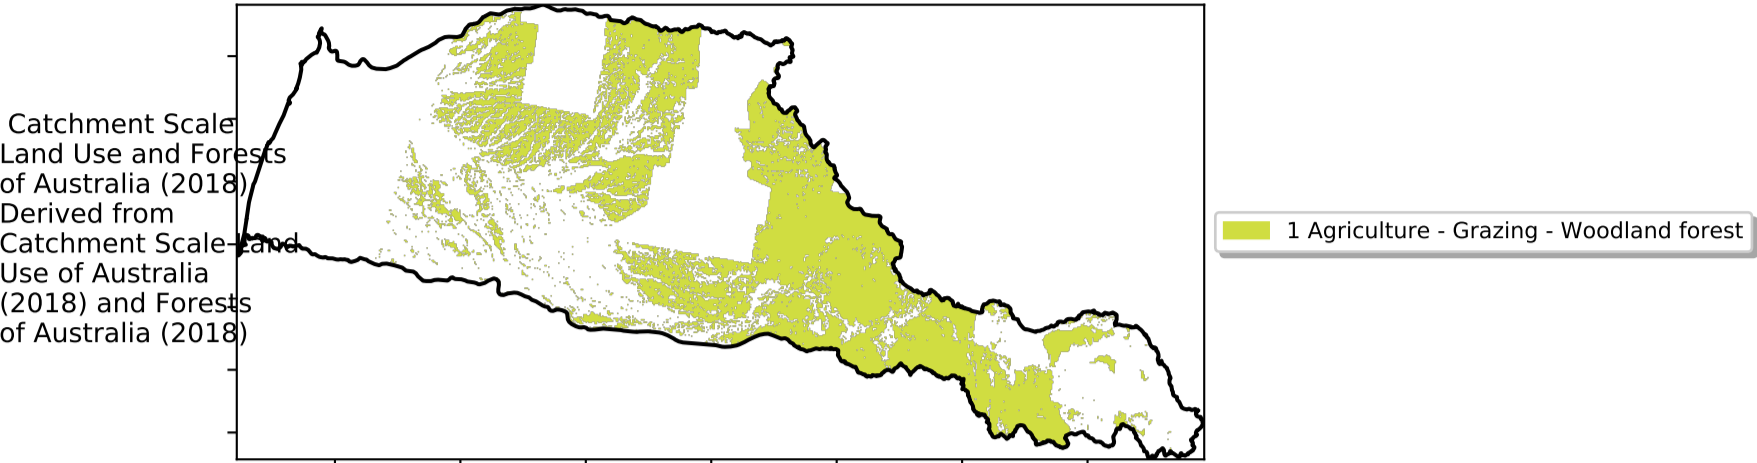 Catchment Scale
Land Use and Forests
of Australia (2018)
Derived from
Catchment Scale Land
Use of Australia
(2018) and Forests
of Australia (2018)
1 Agriculture - Grazing - Woodland forest